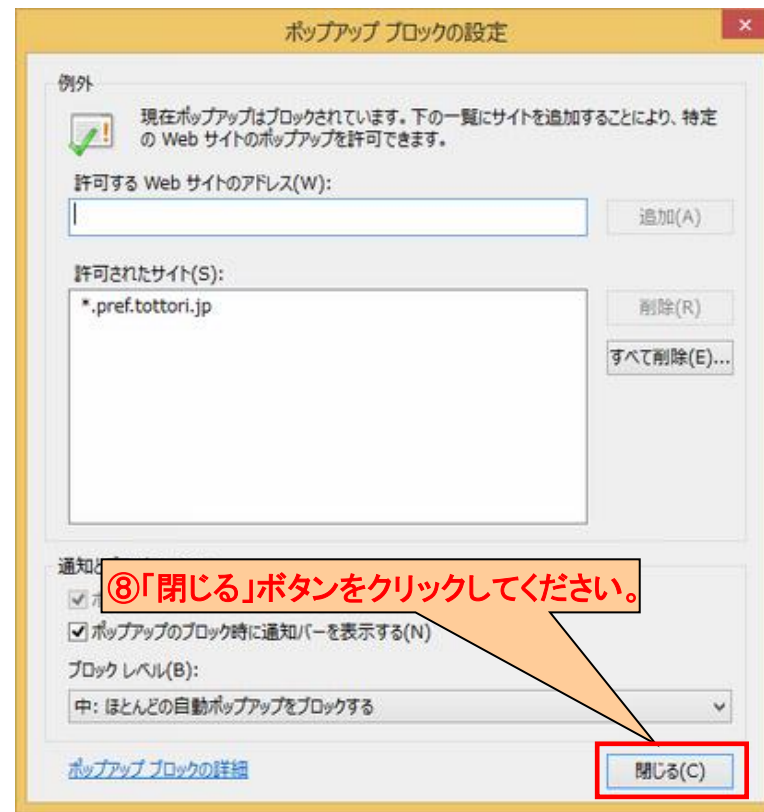 ポップアップ ブロックの設定
例外
現在ポップアップはブロックされています。下の一覧にサイトを追加することにより、特定
の Web サイトのポップアップを許可できます。
許可する Web サイトのアドレス(W):
追加(A)
許可されたサイト(S):
*.pref.tottori.jp
削除(R)
すべて削除(E)...
通知
⑧「閉じる」ボタンをクリックしてください。
ポップアップのブロック時に通知バーを表示する(N)
ブロック レベル(B):
中: ほとんどの自動ポップアップをブロックする
ポップアップ ブロックの詳細
閉じる(C)